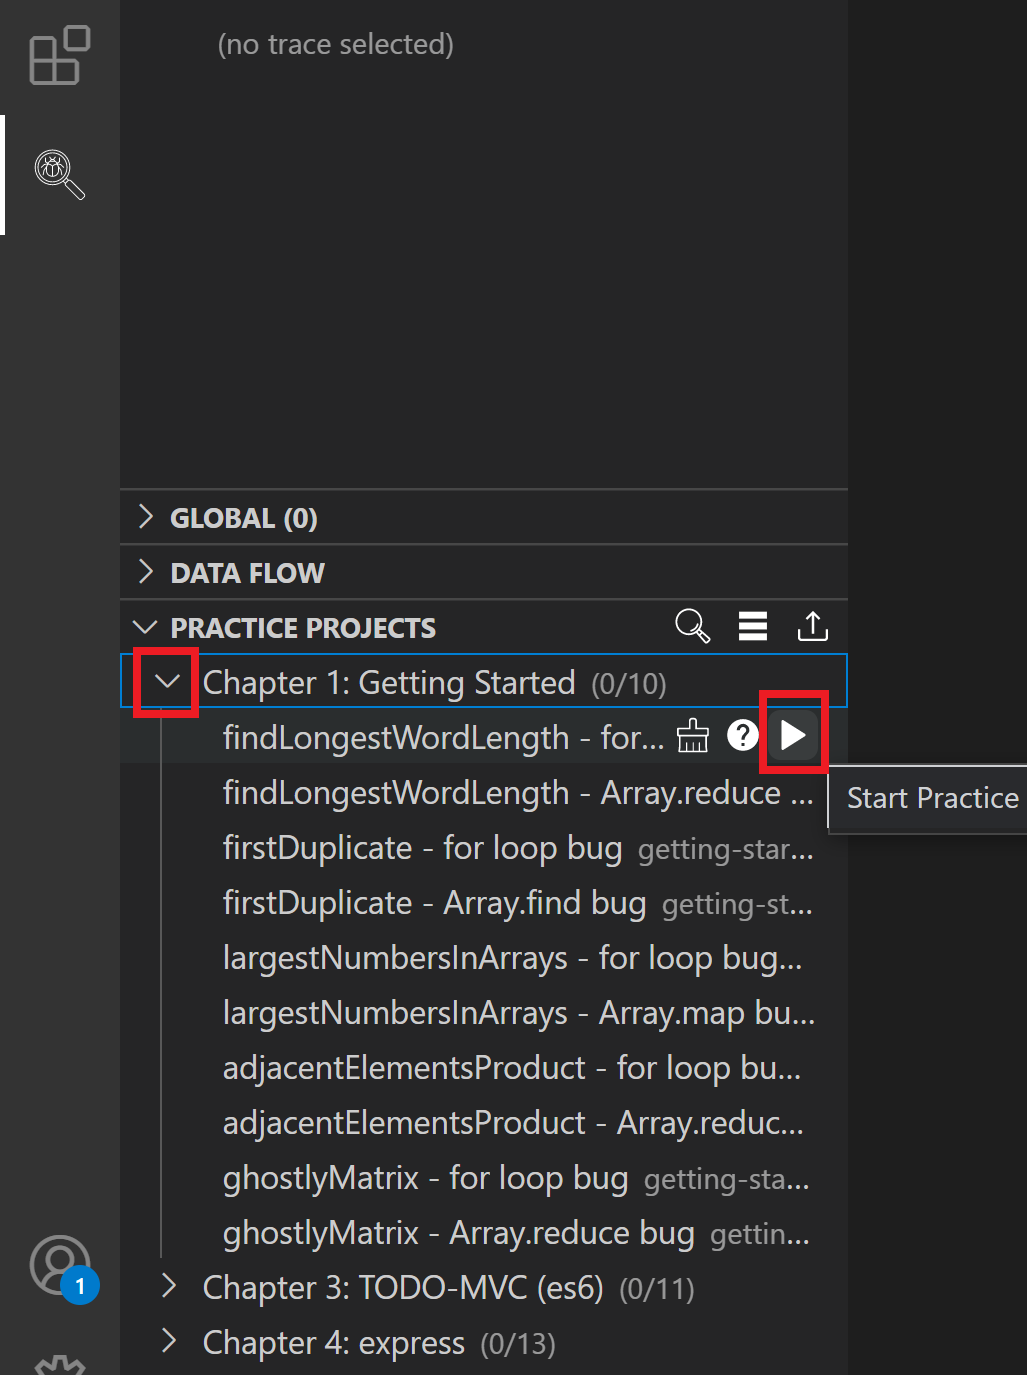 (no trace selected)
GLOBAL (0)
DATA FLOW
PRACTICE PROJECTS
Chapter 1: Getting Started (0/10)
findLongestWordLength - for...
Start Practice
findLongestWordLength - Array.reduce ...
firstDuplicate - for loop bug getting-star...
firstDuplicate - Array.find bug getting-st...
largestNumbersInArrays - for loop bug...
largestNumbersInArrays - Array.map bu...
adjacentElementsProduct - for loop bu...
adjacentElementsProduct - Array.reduc...
ghostlyMatrix - for loop bug getting-sta...
ghostlyMatrix - Array.reduce bug gettin...
Chapter 3: TODO-MVC (es6) (0/11)
Chapter 4: express (0/13)
1